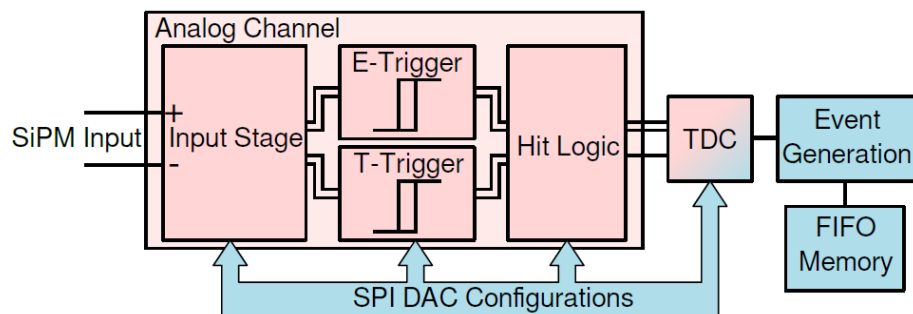 Analog Channel
SiPM Input
+
-
Input Stage
E-Trigger
T-Trigger
Hit Logic
TDC
Event
Generation
FIFO
Memory
SPI DAC Configurations